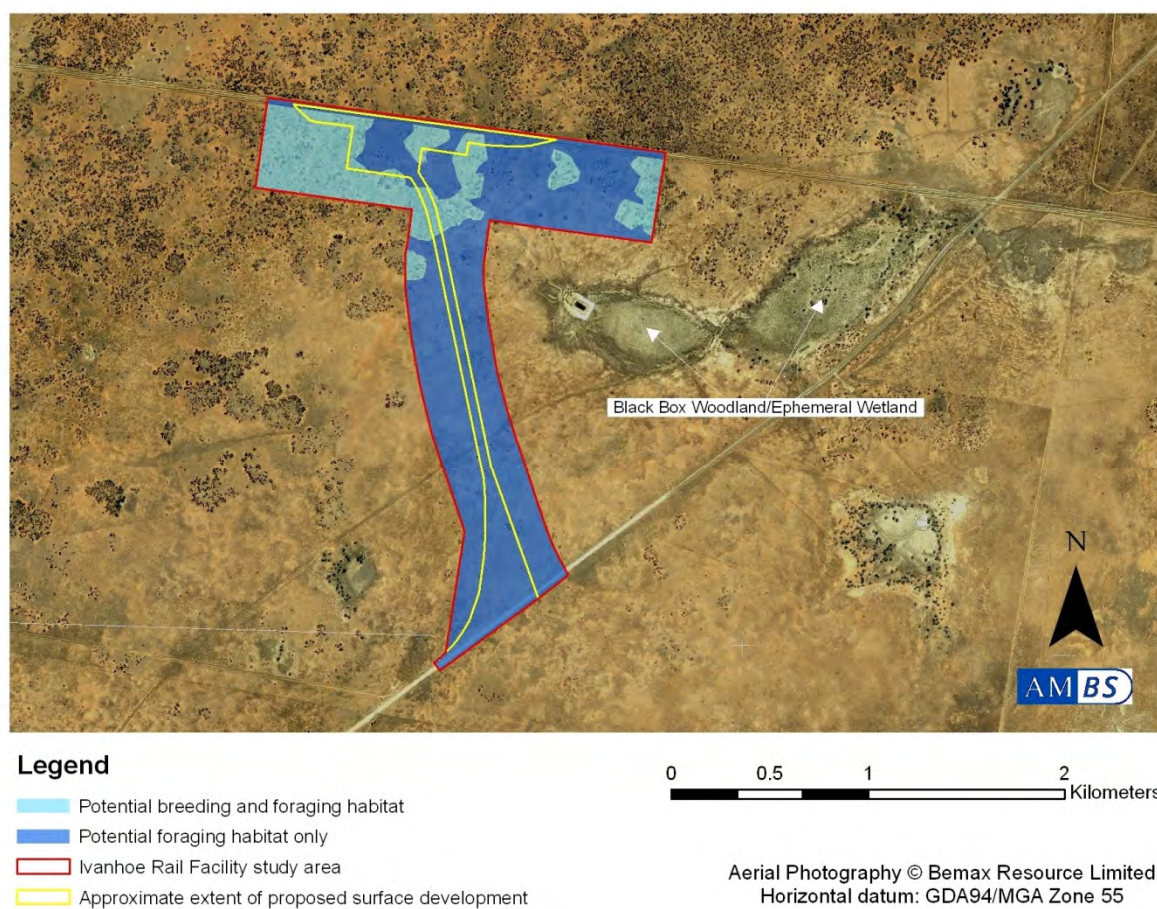 Black Box Woodland/Ephemeral Wetland
N
AMBS
Legend
Potential breeding and foraging habitat
Potential foraging habitat only
Ivanhoe Rail Facility study area
Approximate extent of proposed surface development
0 0.5 1 2
Kilometers
Aerial Photography © Bemax Resource Limited
Horizontal datum: GDA94/MGA Zone 55